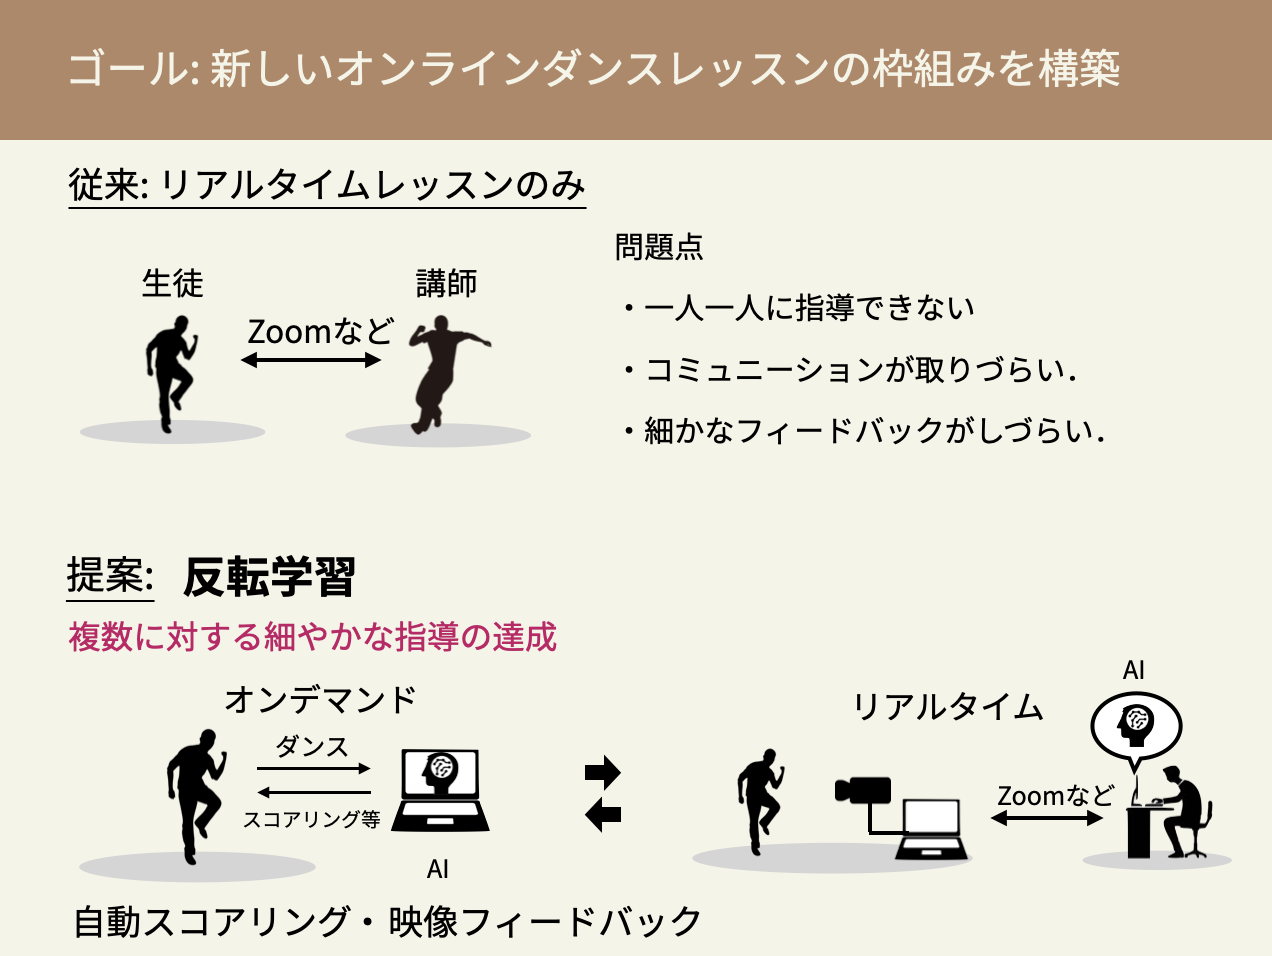 ゴール: 新しいオンラインダンスレッスンの枠組みを構築
従来: リアルタイムレッスンのみ
生徒
講師
Zoomなど
問題点
・一人一人に指導できない
・コミュニーションが取りづらい．
・細かなフィードバックがしづらい．
提案: 反転学習
複数に対する細やかな指導の達成
オンデマンド
ダンス
スコアリング等
AI
リアルタイム
AI
Zoomなど
自動スコアリング・映像フィードバック